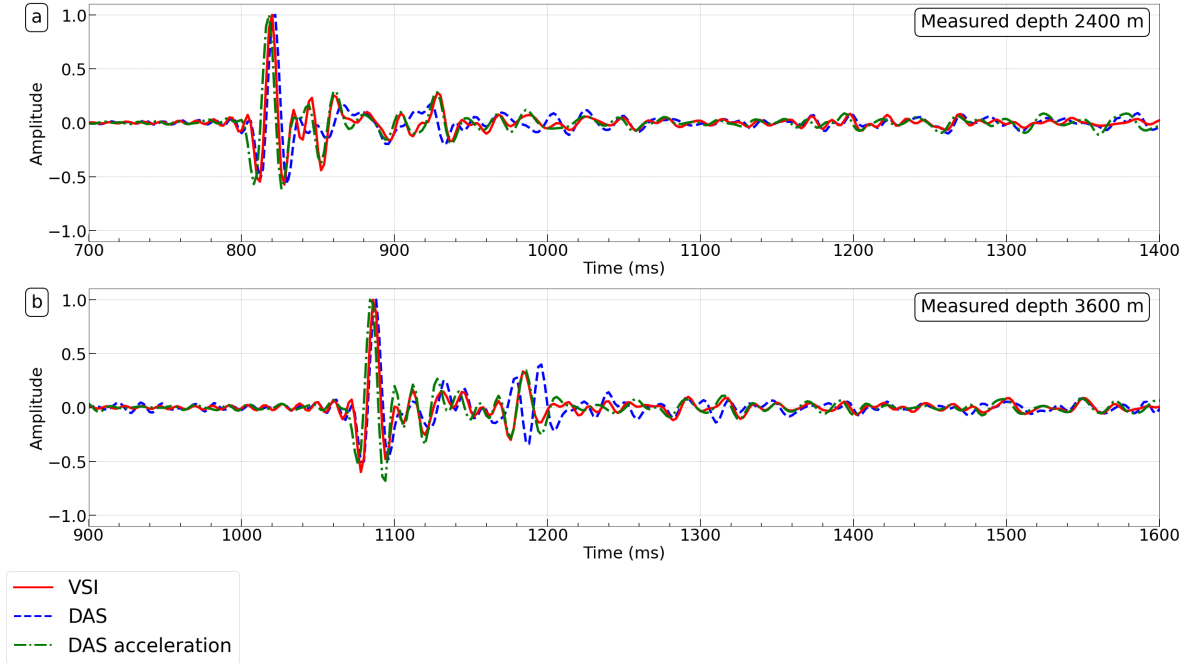 a
Measured depth 2400 m
Amplitude
1.0
0.5
0.0
−0.5
−1.0
700 800 900 1000 1100 1200 1300 1400
Time (ms)
b
Measured depth 3600 m
Amplitude
1.0
0.5
0.0
−0.5
−1.0
900 1000 1100 1200 1300 1400 1500 1600
Time (ms)
VSI
DAS
DAS acceleration